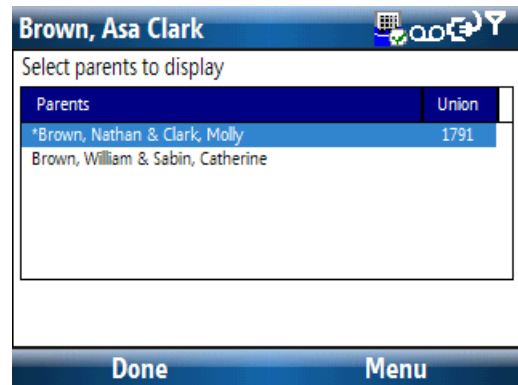 Brown, Asa Clark
Select parents to display
Parents Union
*Brown, Nathan & Clark, Molly 1791
Brown, William & Sabin, Catherine
Done Menu